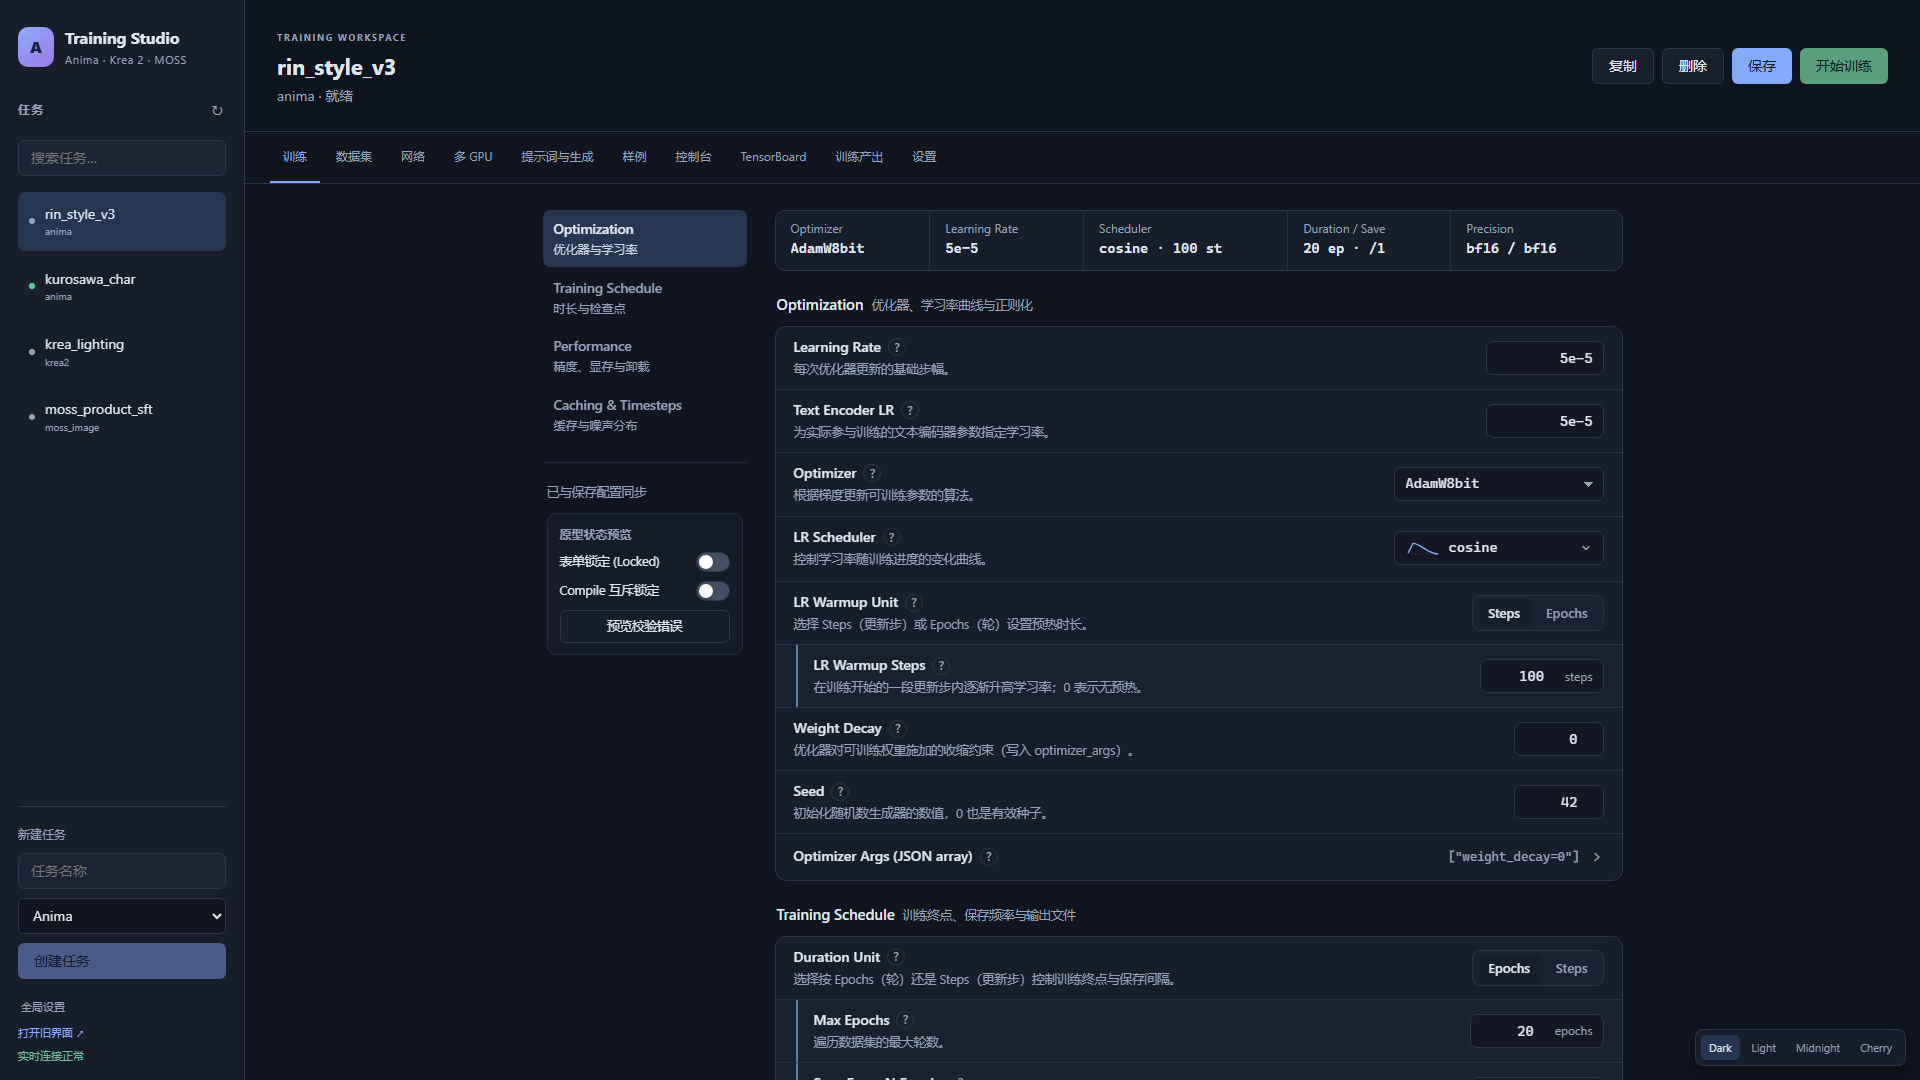 A
Training Studio
Anima · Krea 2 · MOSS
任务
搜索任务...
rin_style_v3
anima
kurosawa_char
anima
krea_lighting
krea2
moss_product_sft
moss_image
新建任务
任务名称
Anima
创建任务
全局设置
打开旧界面 ↗
实时连接正常
TRAINING WORKSPACE
rin_style_v3
anima · 就绪
复制
删除
保存
开始训练
训练
数据集
网络
多 GPU
提示词与生成
样例
控制台
TensorBoard
训练产出
设置
Optimization
优化器与学习率
Training Schedule
时长与检查点
Performance
精度、显存与卸载
Caching & Timesteps
缓存与噪声分布
已与保存配置同步
原型状态预览
表单锁定 (Locked)
Compile 互斥锁定
预览校验错误
Optimizer
AdamW8bit
Learning Rate
5e-5
Scheduler
cosine · 100 st
Duration / Save
20 ep · /1
Precision
bf16 / bf16
Optimization 优化器、学习率曲线与正则化
Learning Rate ?
每次优化器更新的基础步幅。
5e-5
Text Encoder LR ?
为实际参与训练的文本编码器参数指定学习率。
5e-5
Optimizer ?
根据梯度更新可训练参数的算法。
AdamW8bit
LR Scheduler ?
控制学习率随训练进度的变化曲线。
cosine
LR Warmup Unit ?
选择 Steps（更新步）或 Epochs（轮）设置预热时长。
Steps Epochs
LR Warmup Steps ?
在训练开始的一段更新步内逐渐升高学习率；0 表示无预热。
100 steps
Weight Decay ?
优化器对可训练权重施加的收缩约束（写入 optimizer_args）。
0
Seed ?
初始化随机数生成器的数值，0 也是有效种子。
42
Optimizer Args (JSON array) ?
["weight_decay=0"]
Training Schedule 训练终点、保存频率与输出文件
Duration Unit ?
选择按 Epochs（轮）还是 Steps（更新步）控制训练终点与保存间隔。
Epochs Steps
Max Epochs ?
遍历数据集的最大轮数。
20 epochs
Dark Light Midnight Cherry